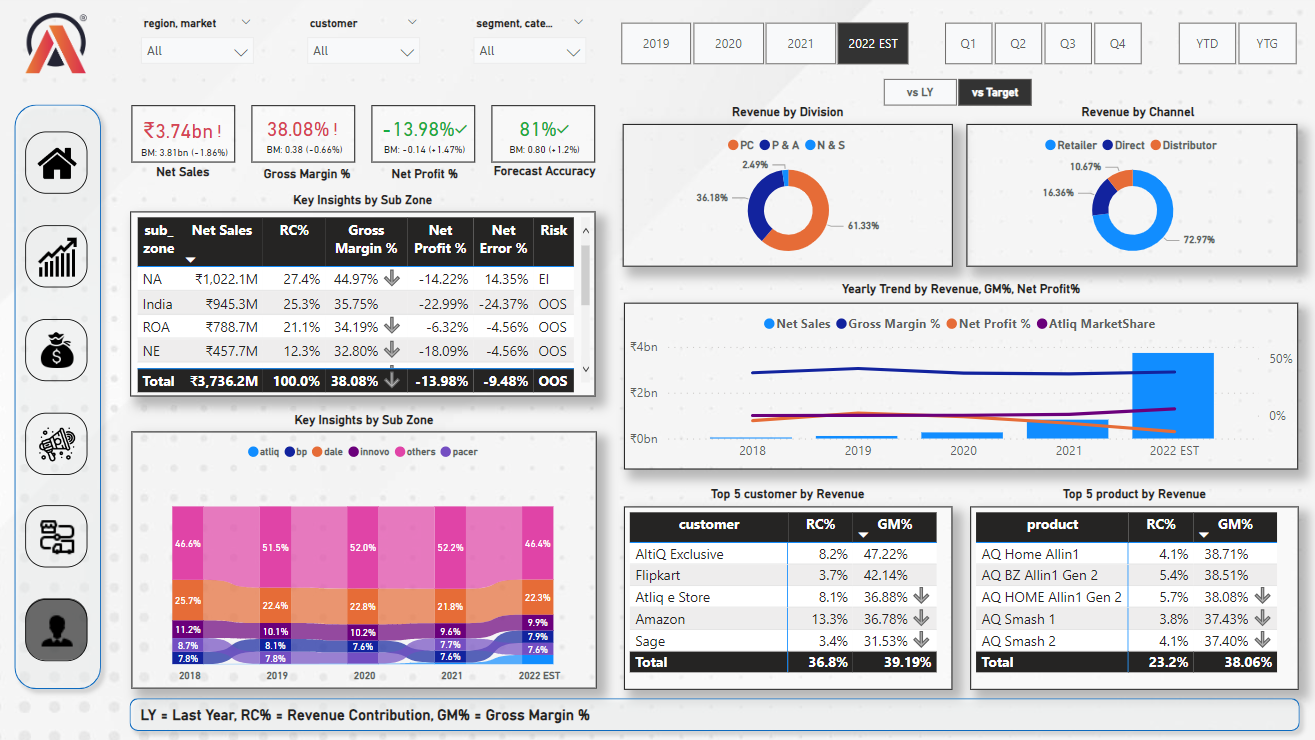 region, market
customer
segment, cate...
All
All
All
2019
2020
2021
2022 EST
Q1
Q2
Q3
Q4
YTD
YTG
vs LY
vs Target
₹3.74bn !
BM: 3.81bn (-1.86%)
Net Sales
38.08% !
BM: 0.38 (-0.66%)
Gross Margin %
-13.98%✓
BM: -0.14 (+1.47%)
Net Profit %
81%✓
BM: 0.80 (+1.2%)
Forecast Accuracy
Revenue by Division
PC P & A N & S
2.49%
36.18%
61.33%
Revenue by Channel
Retailer Direct Distributor
10.67%
16.36%
72.97%
Key Insights by Sub Zone
sub_ zone Net Sales RC% Gross Margin % Net Profit % Net Error % Risk
NA ₹1,022.1M 27.4% 44.97% -14.22% 14.35% EI
India ₹945.3M 25.3% 35.75% -22.99% -24.37% OOS
ROA ₹788.7M 21.1% 34.19% -6.32% -4.56% OOS
NE ₹457.7M 12.3% 32.80% -18.09% -4.56% OOS
Total ₹3,736.2M 100.0% 38.08% -13.98% -9.48% OOS
Yearly Trend by Revenue, GM%, Net Profit%
Net Sales Gross Margin % Net Profit % Atliq MarketShare
₹4bn
₹2bn
₹0bn
50%
0%
2018 2019 2020 2021 2022 EST
Key Insights by Sub Zone
atliq bp dale innovo others pacer
46.6% 51.5% 52.0% 52.2% 46.4%
25.7% 22.4% 22.8% 21.8% 22.3%
11.2% 10.1% 10.2% 9.6% 9.9%
8.7% 8.1% 7.6% 7.7% 7.9%
7.8% 7.8% 7.6% 7.6%
2018 2019 2020 2021 2022 EST
Top 5 customer by Revenue
customer RC% GM%
AltiQ Exclusive 8.2% 47.22%
Flipkart 3.7% 42.14%
Atliq e Store 8.1% 36.88%
Amazon 13.3% 36.78%
Sage 3.4% 31.53%
Total 36.8% 39.19%
Top 5 product by Revenue
product RC% GM%
AQ Home Allin1 4.1% 38.71%
AQ BZ Allin1 Gen 2 5.4% 38.51%
AQ HOME Allin1 Gen 2 5.7% 38.08%
AQ Smash 1 3.8% 37.43%
AQ Smash 2 4.1% 37.40%
Total 23.2% 38.06%
LY = Last Year, RC% = Revenue Contribution, GM% = Gross Margin %